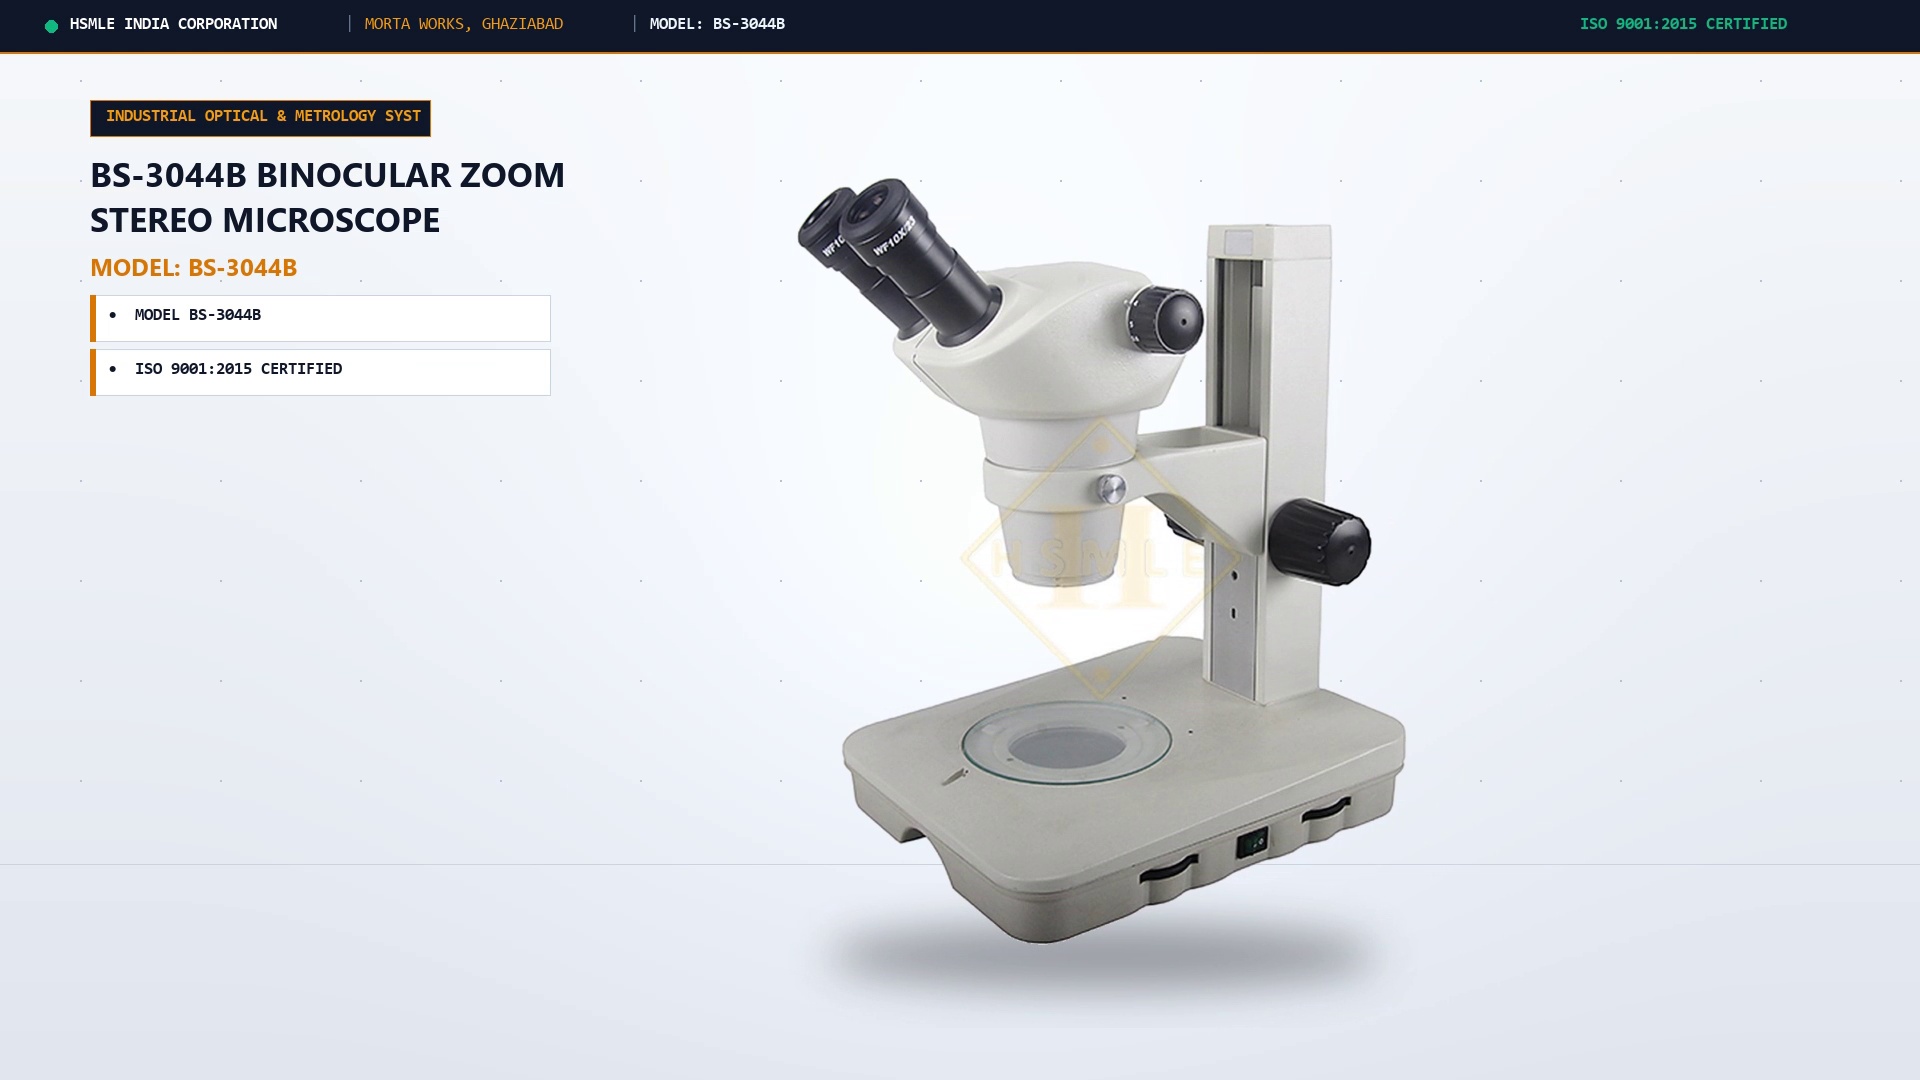 HSMLE INDIA CORPORATION | MORTA WORKS, GHAZIABAD | MODEL: BS-3044B ISO 9001:2015 CERTIFIED
INDUSTRIAL OPTICAL & METROLOGY SYST
BS-3044B BINOCULAR ZOOM
STEREO MICROSCOPE
MODEL: BS-3044B
• MODEL BS-3044B
• ISO 9001:2015 CERTIFIED
WF10
WF10X/23
H
HSMLE